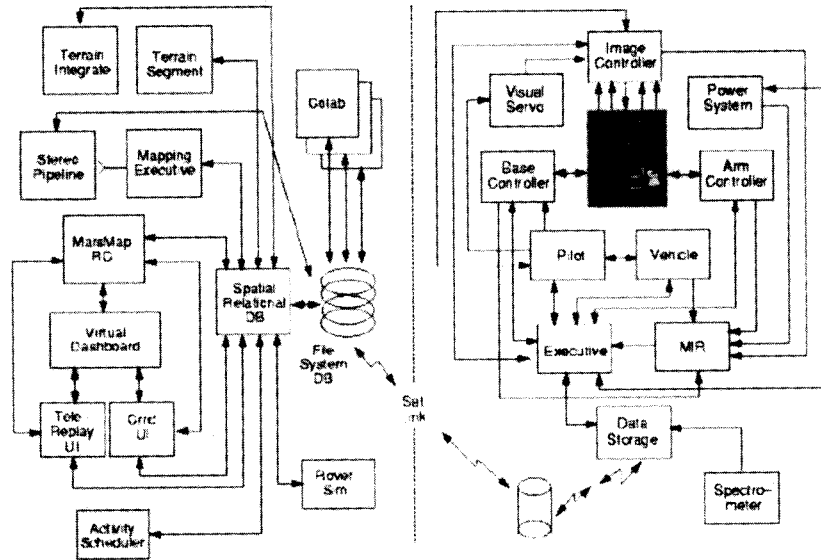 Terrain
Integrate
Terrain
Segment
Colab
Stereo
Pipeline
Mapping
Executive
MarsMap
Virtual
Dashboard
Tele
Replay
UI
UI
Spatial
Relational
DB
File
System
DB
Rover
Sim
Activity
Scheduler
Sat
Image
Controller
Visual
Servo
Power
System
Base
Controller
Arm
Controller
Pilot
Vehicle
Executive
MIR
Data
Storage
Spectro-
meter